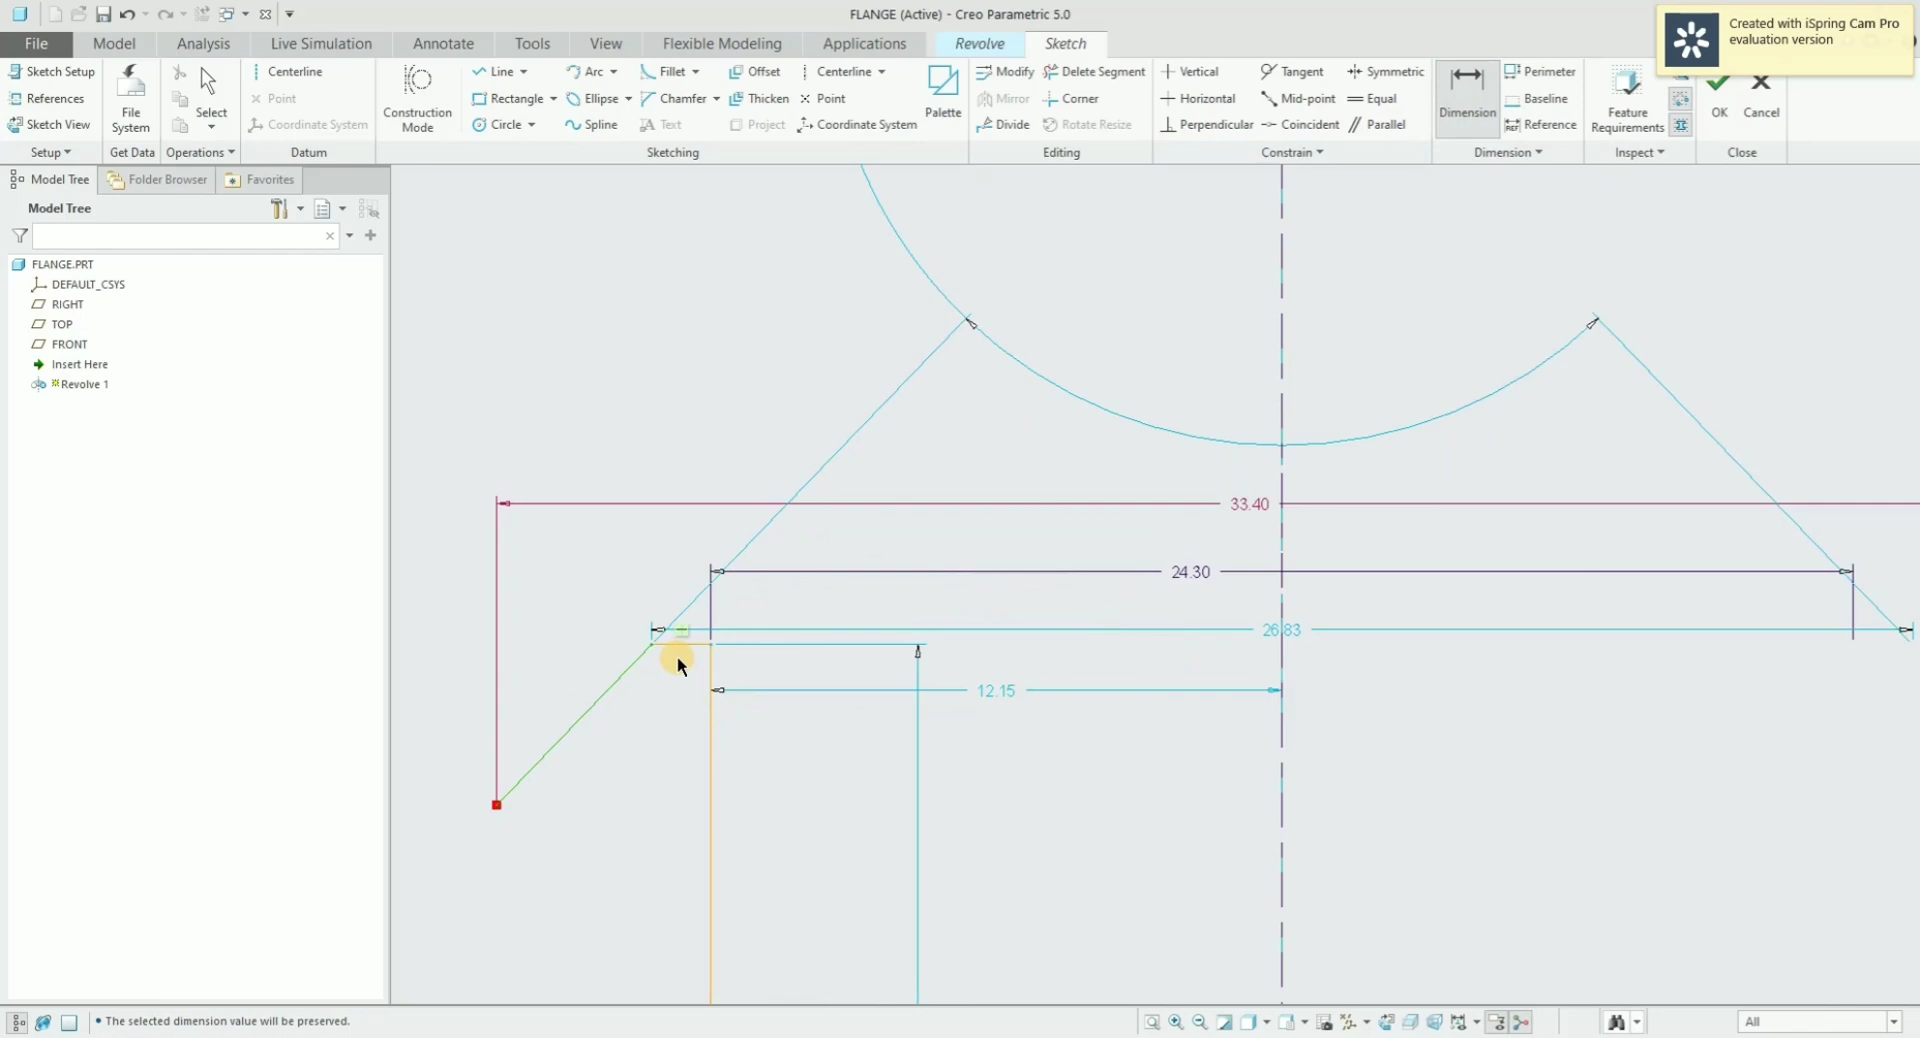 FLANGE (Active) - Creo Parametric 5.0
Created with iSpring Cam Pro
evaluation version
File Model Analysis Live Simulation Annotate Tools View Flexible Modeling Applications Revolve Sketch
Sketch Setup
References
Sketch View
Setup
File
System
Get Data
Select
Operations
Centerline
Point
Coordinate System
Datum
Construction
Mode
Line Arc Fillet Offset Centerline
Rectangle Ellipse Chamfer Thicken Point
Circle Spline Text Project Coordinate System
Palette
Sketching
Modify Delete Segment
Mirror Corner
Divide Rotate Resize
Editing
Vertical Tangent Symmetric
Horizontal Mid-point Equal
Perpendicular Coincident Parallel
Constrain
Dimension
Perimeter
Baseline
Reference
Dimension
Feature
Requirements
Inspect
OK Cancel
Close
Model Tree Folder Browser Favorites
Model Tree
FLANGE.PRT
DEFAULT_CSYS
RIGHT
TOP
FRONT
Insert Here
Revolve 1
33.40
24.30
26.83
12.15
The selected dimension value will be preserved.
All